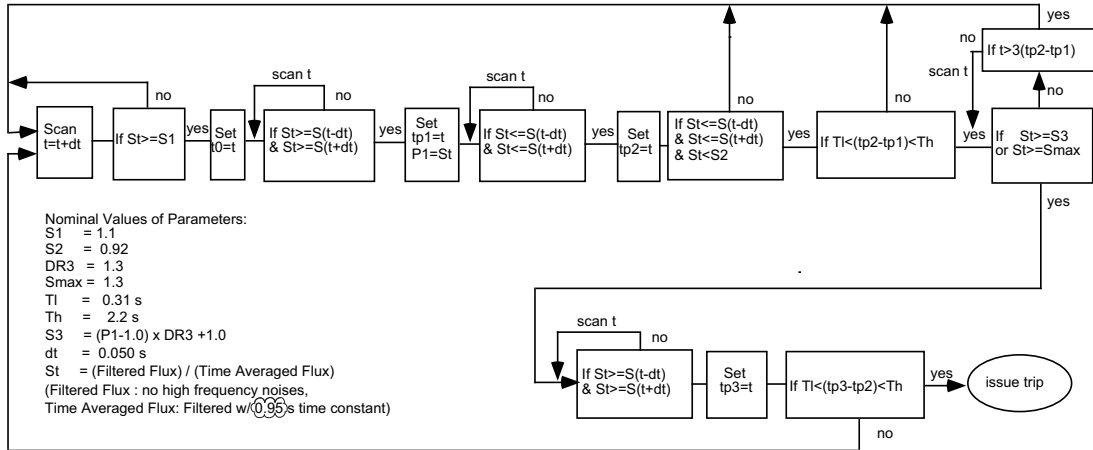 yes
no
If t>3(tp2-tp1)
scan t
scan t
scan t
no
no
no
no
no
no
Scan
t=t+dt
If St>=S1
yes
Set
t0=t
If St>=S(t-dt)
& St>=S(t+dt)
yes
Set
tp1=t
P1=St
If St<=S(t-dt)
& St<=S(t+dt)
yes
Set
tp2=t
If St<=S(t-dt)
& St<=S(t+dt)
& St<S2
yes
If Tl<(tp2-tp1)<Th
yes
If St>=S3
or St>=Smax
yes
Nominal Values of Parameters:
S1 = 1.1
S2 = 0.92
DR3 = 1.3
Smax = 1.3
Tl = 0.31 s
Th = 2.2 s
S3 = (P1-1.0) x DR3 +1.0
dt = 0.050 s
St = (Filtered Flux) / (Time Averaged Flux)
(Filtered Flux : no high frequency noises,
Time Averaged Flux: Filtered w/ 0.95 s time constant)
scan t
no
If St>=S(t-dt)
& St>=S(t+dt)
Set
tp3=t
If Tl<(tp3-tp2)<Th
yes
issue trip
no